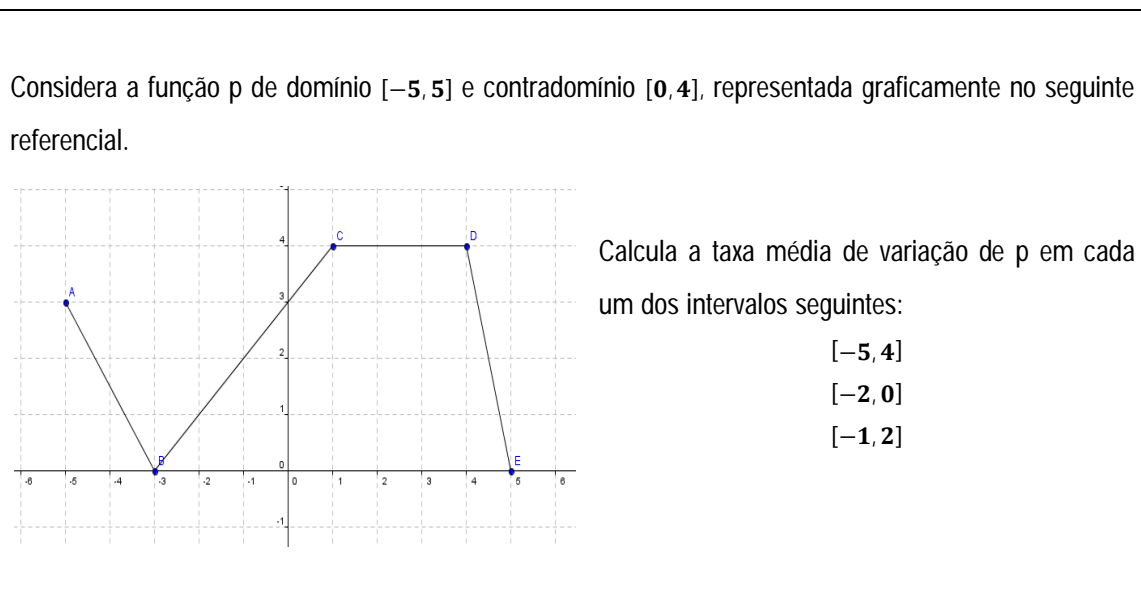 Considera a função p de domínio [−5, 5] e contradomínio [0, 4], representada graficamente no seguinte
referencial.
Calcula a taxa média de variação de p em cada
um dos intervalos seguintes:
[−5, 4]
[−2, 0]
[−1, 2]
A
B
C
D
E
4
3
2
1
0
-1
-6 -5 -4 -3 -2 -1 0 1 2 3 4 5 6